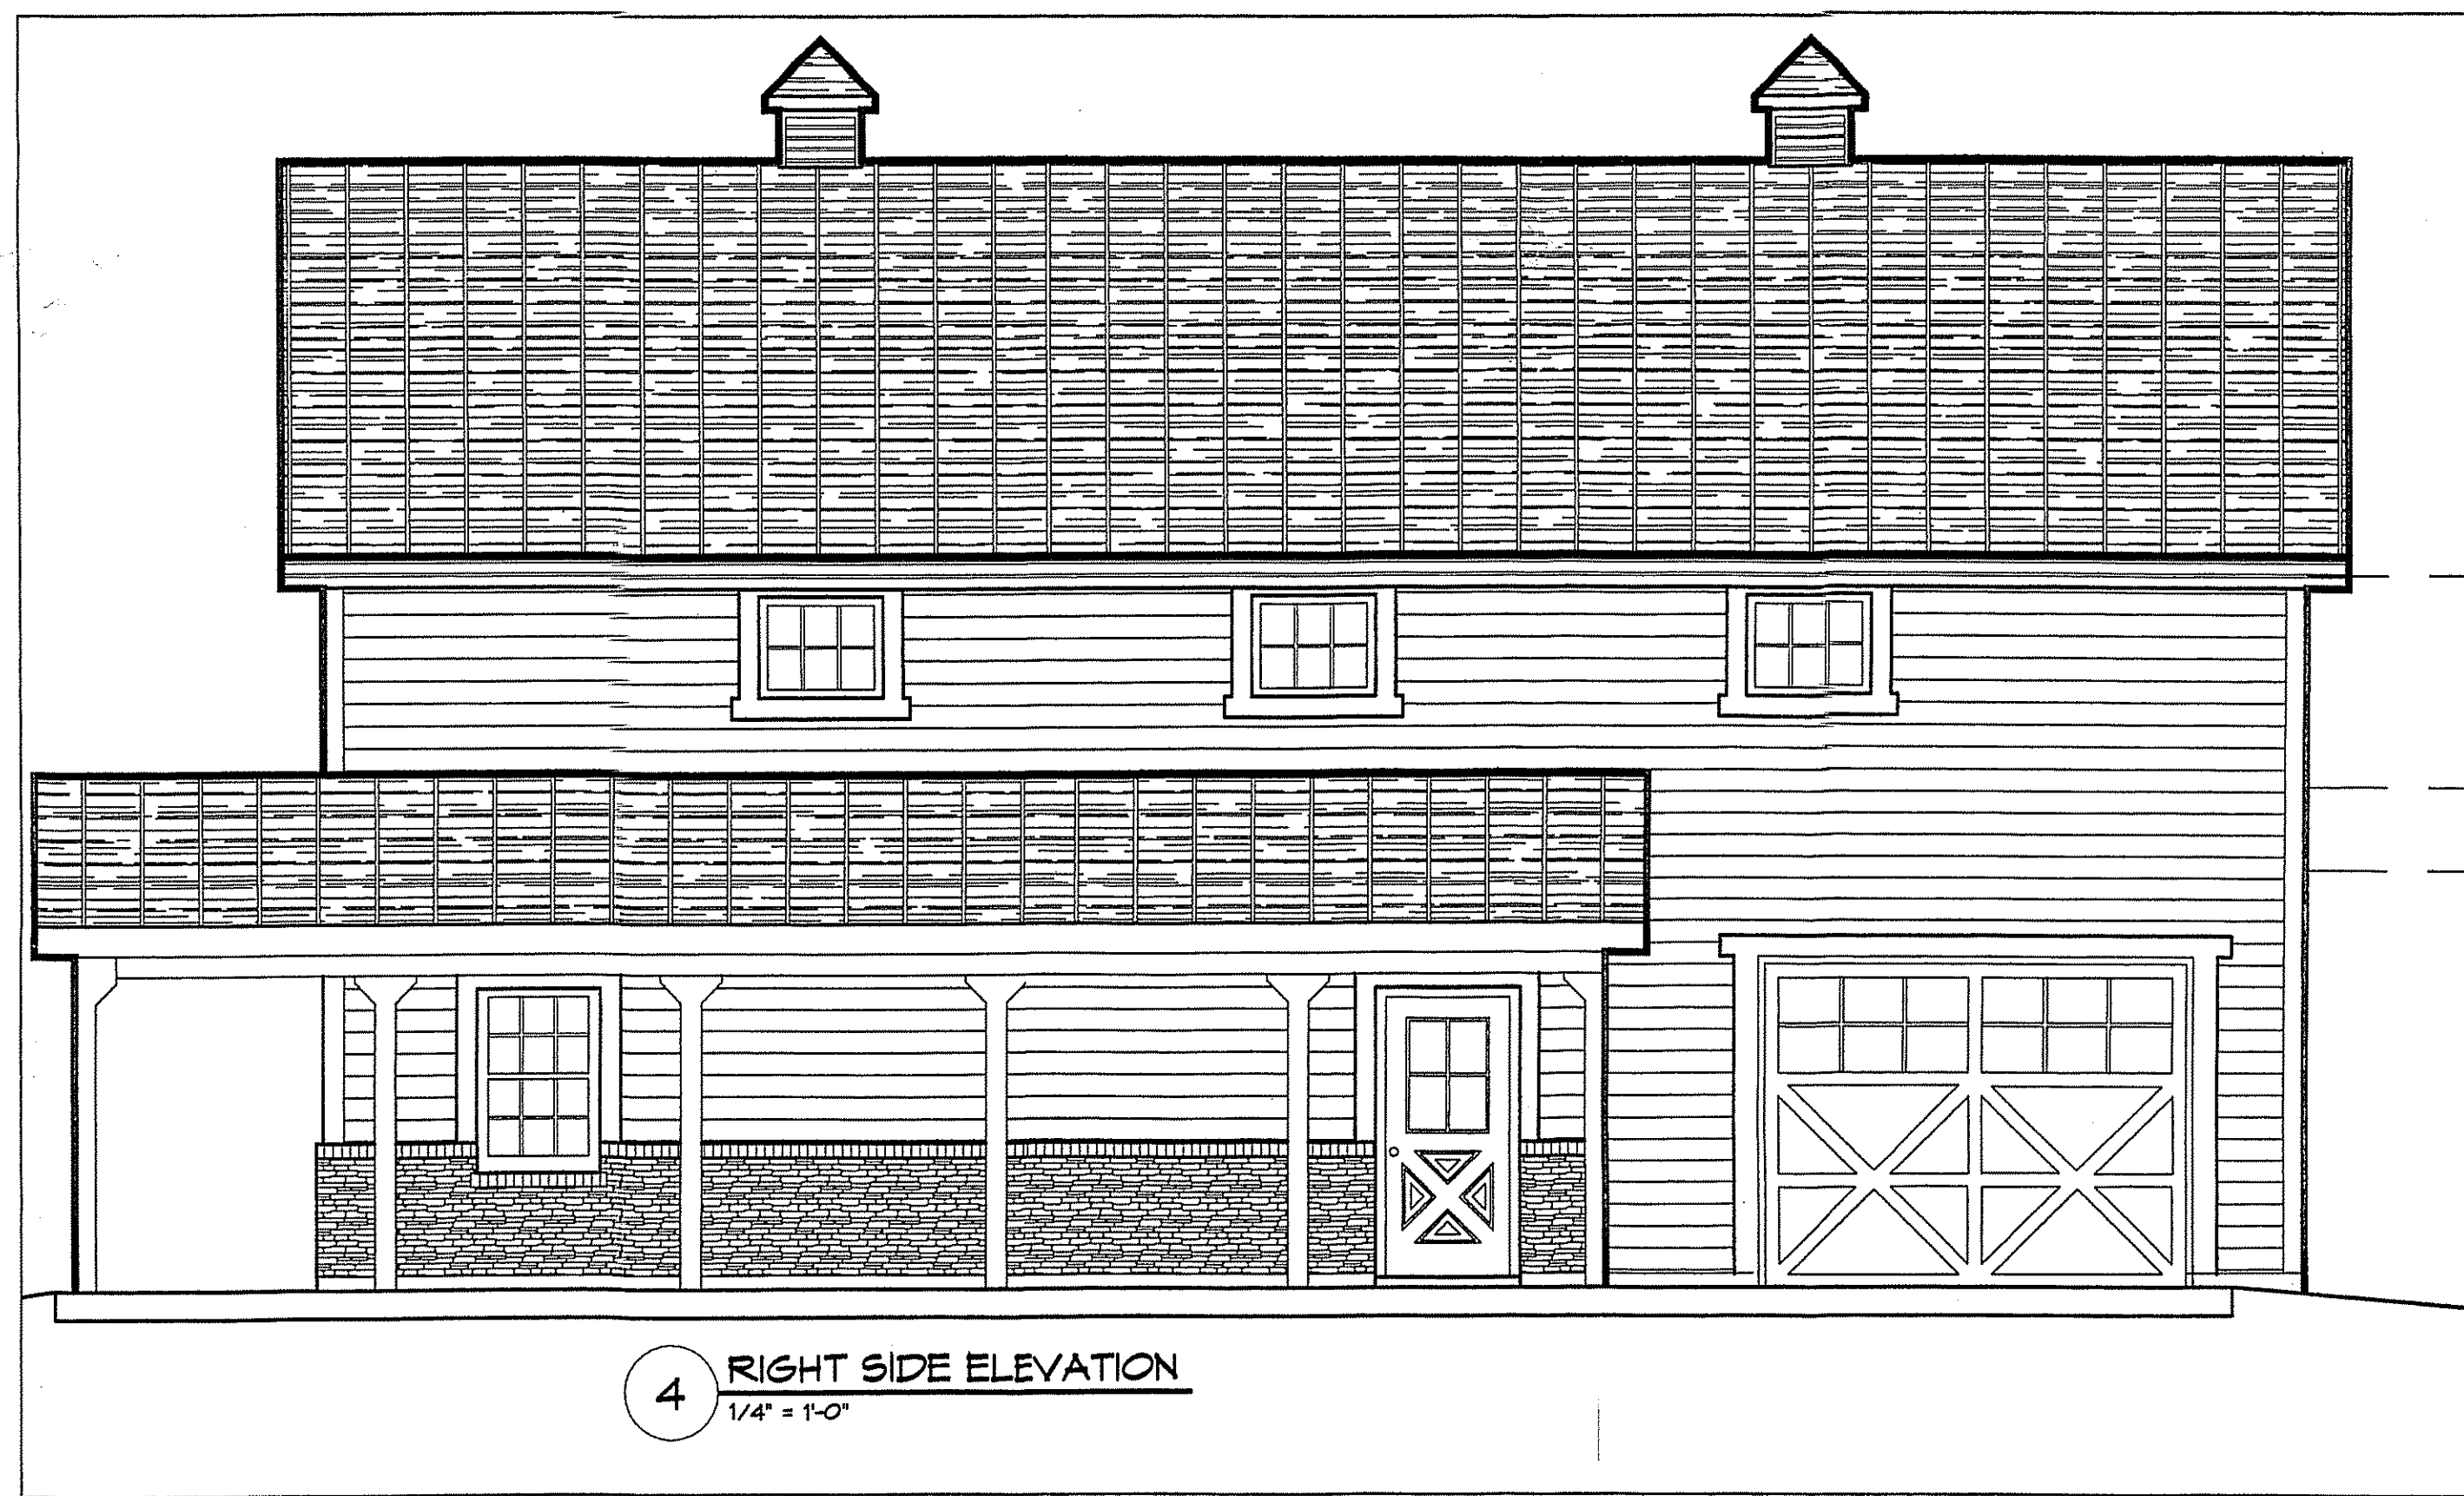 4
RIGHT SIDE ELEVATION
1/4" = 1'-0"